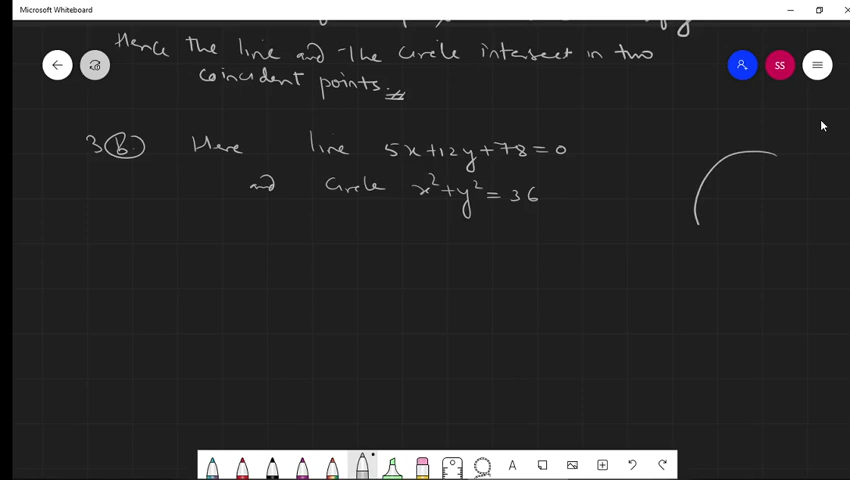 Microsoft Whiteboard
Hence the line and the circle intersect in two
coincident points.
SS
3 B. Here line 5x+12y+78=0
and circle x²+y²=36
A